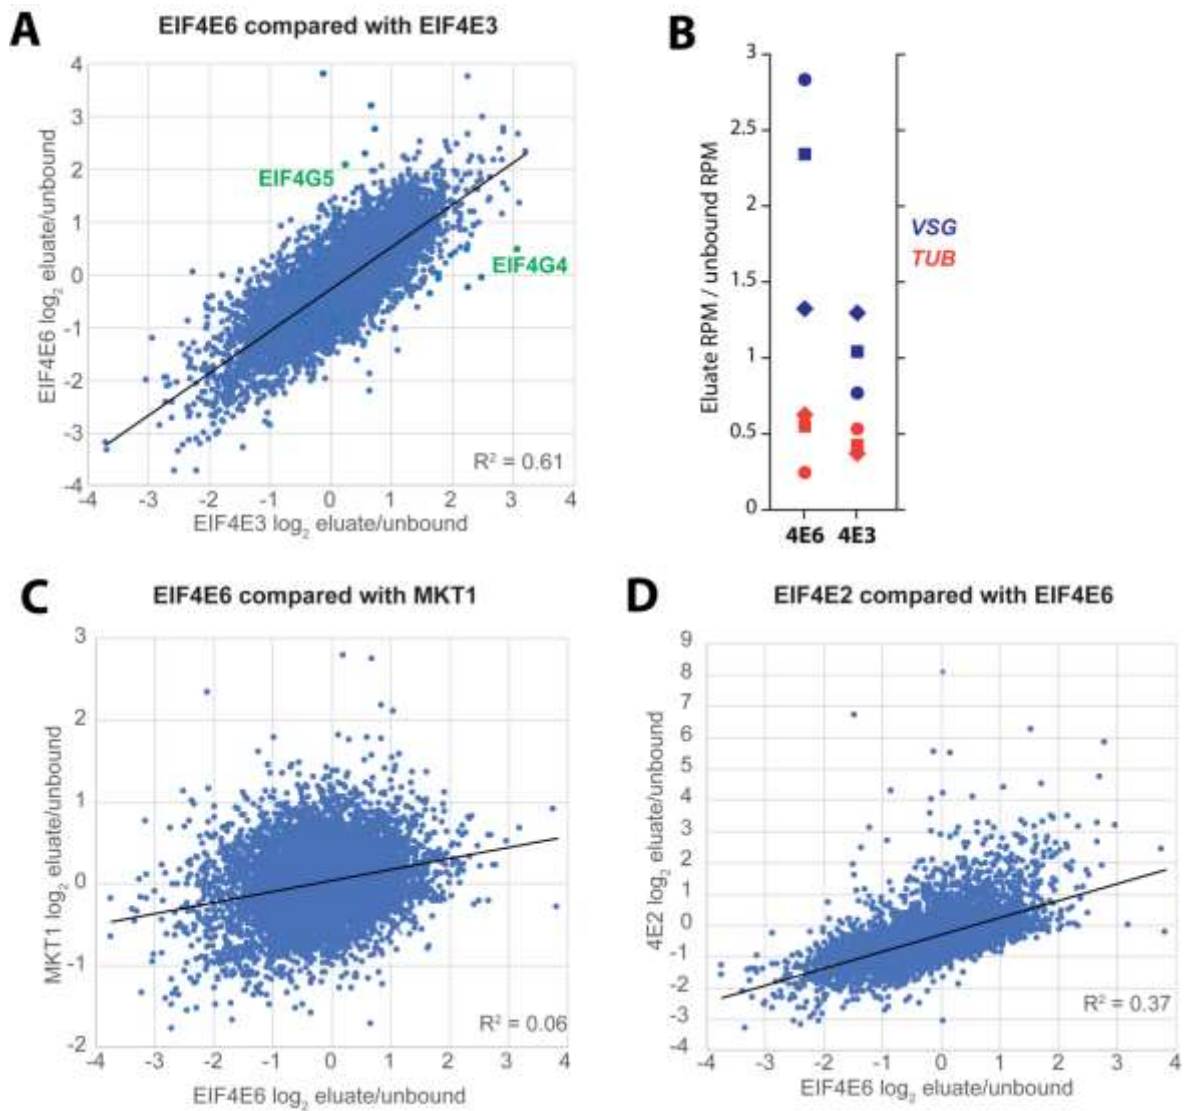 A
EIF4E6 compared with EIF4E3
4
3
2
1
0
-1
-2
-3
-4
EIF4E6 log2 eluate/unbound
EIF4G5
EIF4G4
R2 = 0.61
-4 -3 -2 -1 0 1 2 3 4
EIF4E3 log2 eluate/unbound
B
3
2.5
2
1.5
1
0.5
0
Eluate RPM / unbound RPM
VSG
TUB
4E6 4E3
C
EIF4E6 compared with MKT1
3
2
1
0
-1
-2
MKT1 log2 eluate/unbound
R2 = 0.06
-4 -3 -2 -1 0 1 2 3 4
EIF4E6 log2 eluate/unbound
D
EIF4E2 compared with EIF4E6
9
8
7
6
5
4
3
2
1
0
-1
-2
-3
-4
4E2 log2 eluate/unbound
R2 = 0.37
-4 -3 -2 -1 0 1 2 3 4
EIF4E6 log2 eluate/unbound